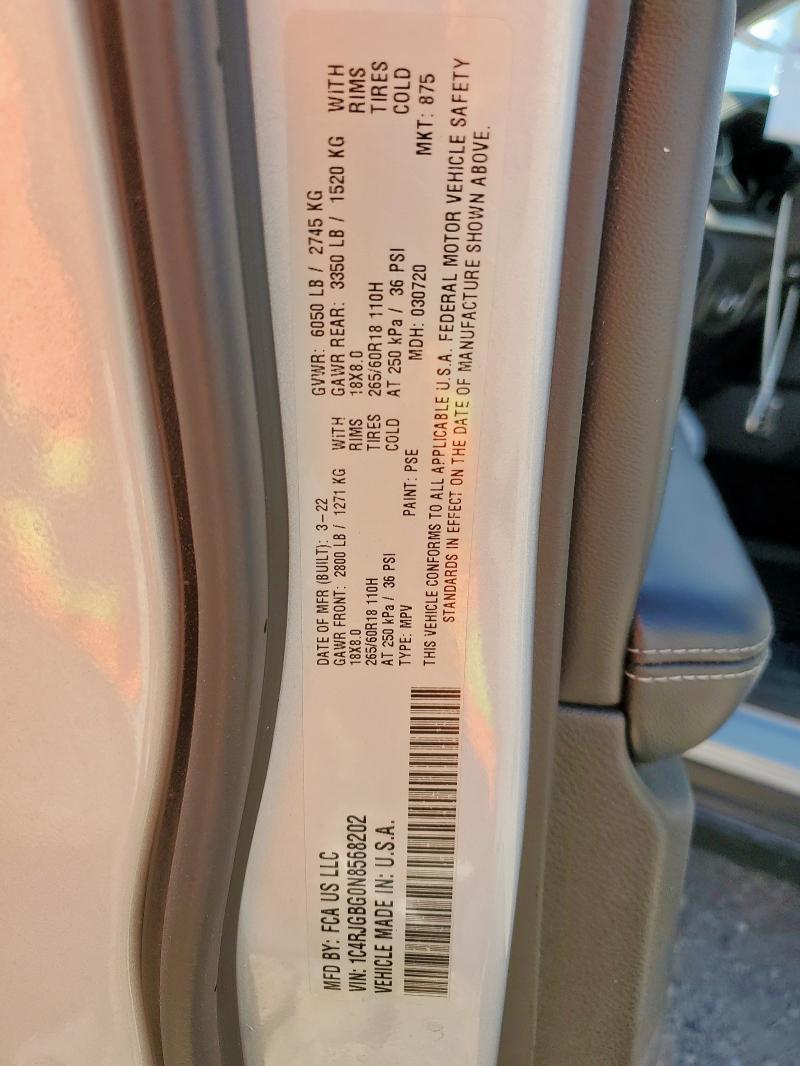 MFD BY: FCA US LLC
VIN: 1C4RJGBG0N8568202
VEHICLE MADE IN: U.S.A.
DATE OF MFR (BUILT): 3-22
GAWR FRONT: 2800 LB / 1271 KG WITH
18X8.0 RIMS
265/60R18 110H TIRES
AT 250 kPa / 36 PSI COLD
TYPE: MPV PAINT: PSE
GVWR: 6050 LB / 2745 KG
GAWR REAR: 3350 LB / 1520 KG WITH
18X8.0 RIMS
265/60R18 110H TIRES
AT 250 kPa / 36 PSI COLD
MDH: 030720 MKT: 875
THIS VEHICLE CONFORMS TO ALL APPLICABLE U.S.A. FEDERAL MOTOR VEHICLE SAFETY
STANDARDS IN EFFECT ON THE DATE OF MANUFACTURE SHOWN ABOVE.